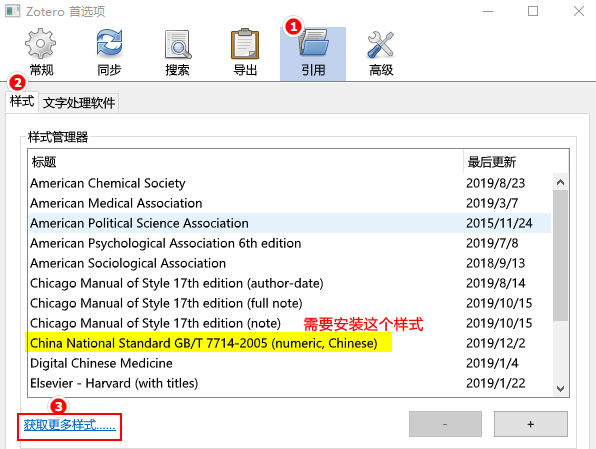 Zotero 首选项
1
常规 同步 搜索 导出 引用 高级
2
样式 文字处理软件
样式管理器
标题 最后更新
American Chemical Society 2019/8/23
American Medical Association 2019/3/7
American Political Science Association 2015/11/24
American Psychological Association 6th edition 2019/7/8
American Sociological Association 2018/9/13
Chicago Manual of Style 17th edition (author-date) 2019/8/14
Chicago Manual of Style 17th edition (full note) 2019/10/15
Chicago Manual of Style 17th edition (note) 需要安装这个样式 2019/10/15
China National Standard GB/T 7714-2005 (numeric, Chinese) 2019/12/2
Digital Chinese Medicine 2019/1/4
Elsevier - Harvard (with titles) 2019/1/22
3
获取更多样式...... - +